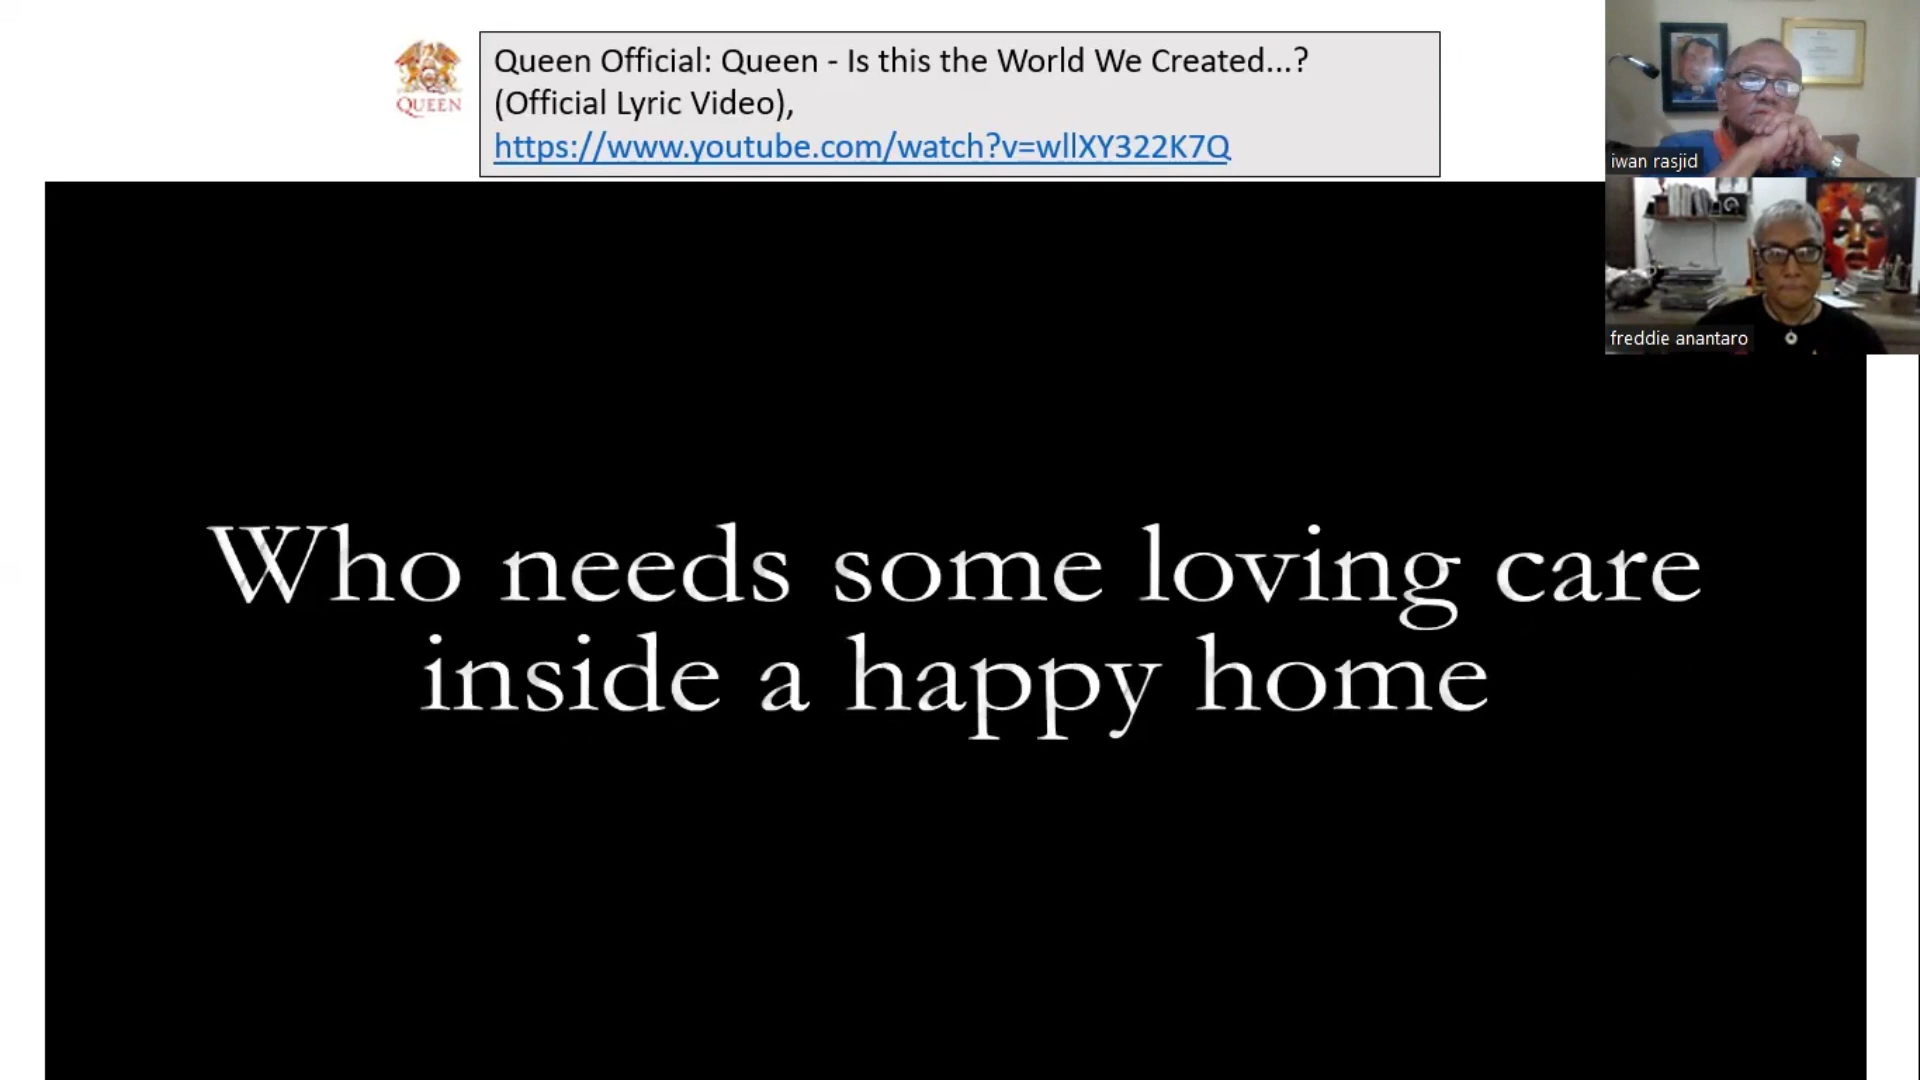 QUEEN
Queen Official: Queen - Is this the World We Created...?
(Official Lyric Video),
https://www.youtube.com/watch?v=wllXY322K7Q
iwan rasjid
freddie anantaro
Who needs some loving care
inside a happy home